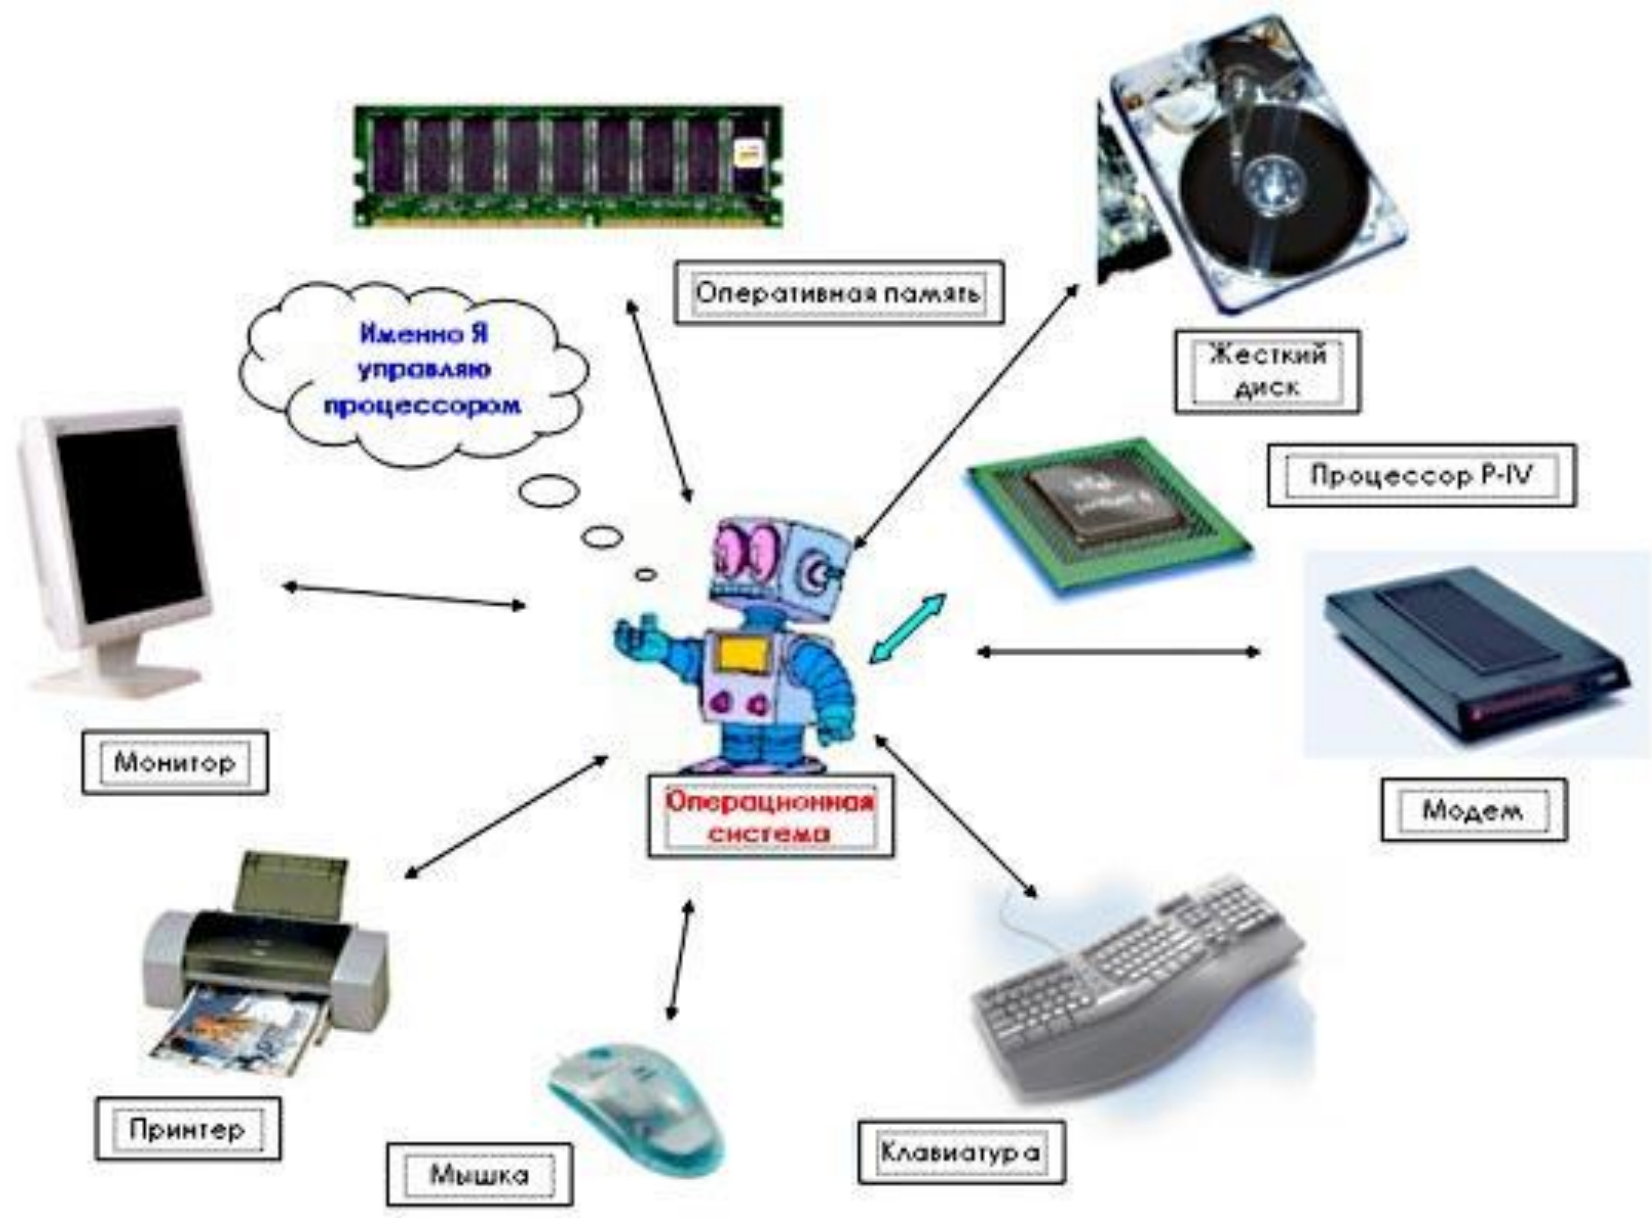 Оперативная память
Жесткий
диск
Именно Я
управляю
процессором
Процессор P-IV
Монитор
Модем
Операционная
система
Принтер
Мышка
Клавиатура